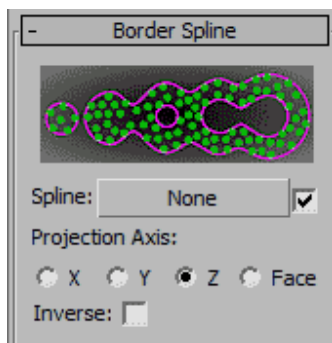 - Border Spline
Spline: None
Projection Axis:
X Y Z Face
Inverse: